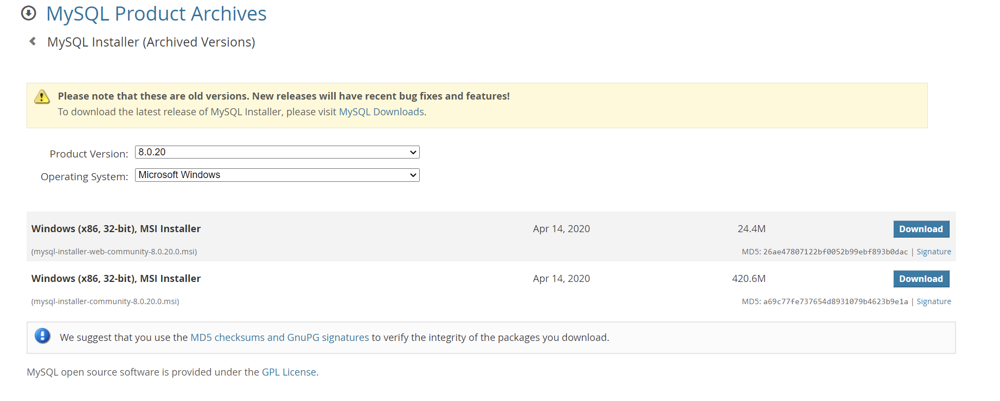 MySQL Product Archives
MySQL Installer (Archived Versions)
Please note that these are old versions. New releases will have recent bug fixes and features!
To download the latest release of MySQL Installer, please visit MySQL Downloads.
Product Version: 8.0.20
Operating System: Microsoft Windows
Windows (x86, 32-bit), MSI Installer Apr 14, 2020 24.4M Download
(mysql-installer-web-community-8.0.20.0.msi) MD5: 26ae47807122bf0052b99ebf893b0dac | Signature
Windows (x86, 32-bit), MSI Installer Apr 14, 2020 420.6M Download
(mysql-installer-community-8.0.20.0.msi) MD5: a69c77fe737654d8931079b4623b9e1a | Signature
We suggest that you use the MD5 checksums and GnuPG signatures to verify the integrity of the packages you download.
MySQL open source software is provided under the GPL License.